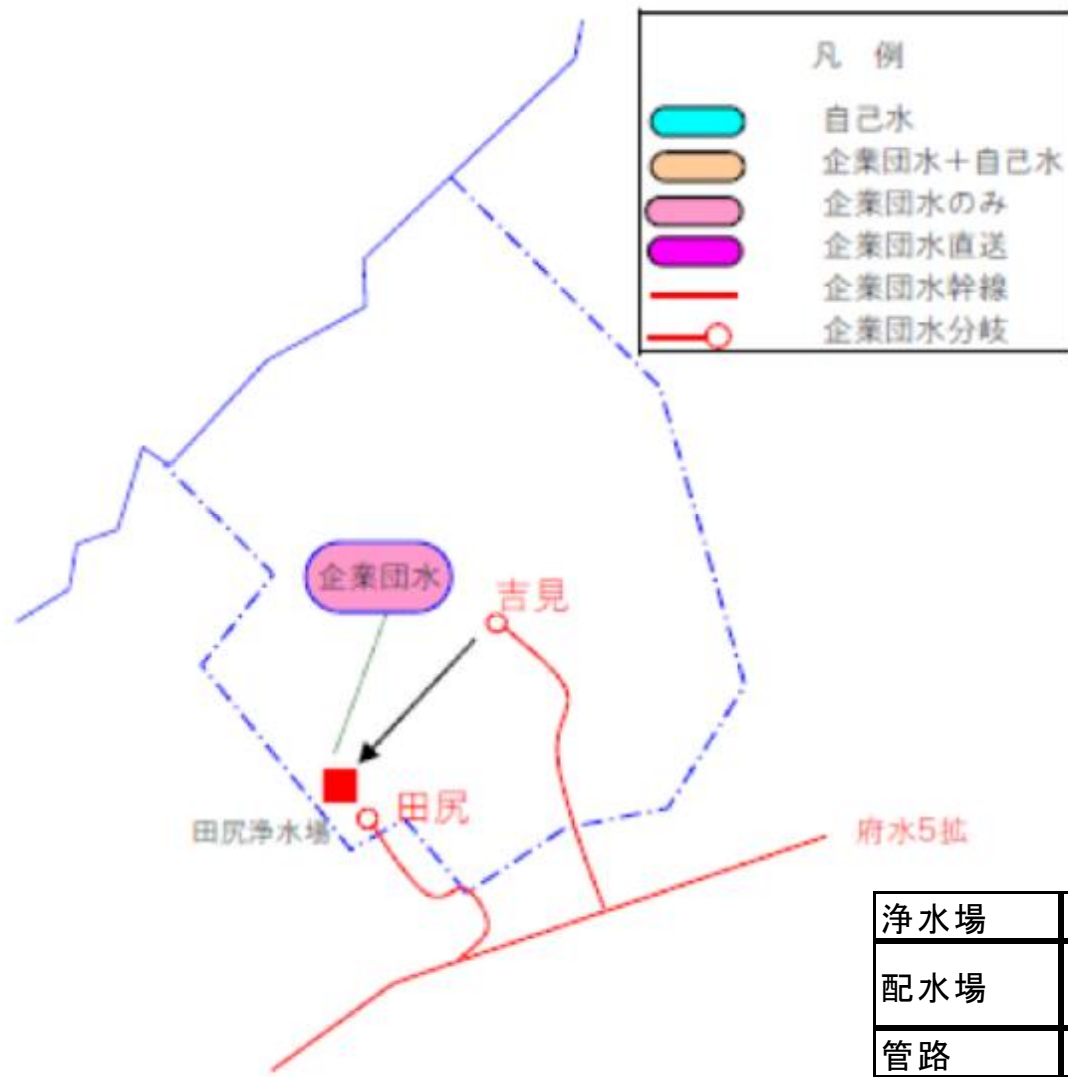 凡 例
自己水
企業団水+自己水
企業団水のみ
企業団水直送
企業団水幹線
企業団水分岐
企業団水
吉見
田尻
田尻浄水場
府水5拡
浄水場
配水場
管路